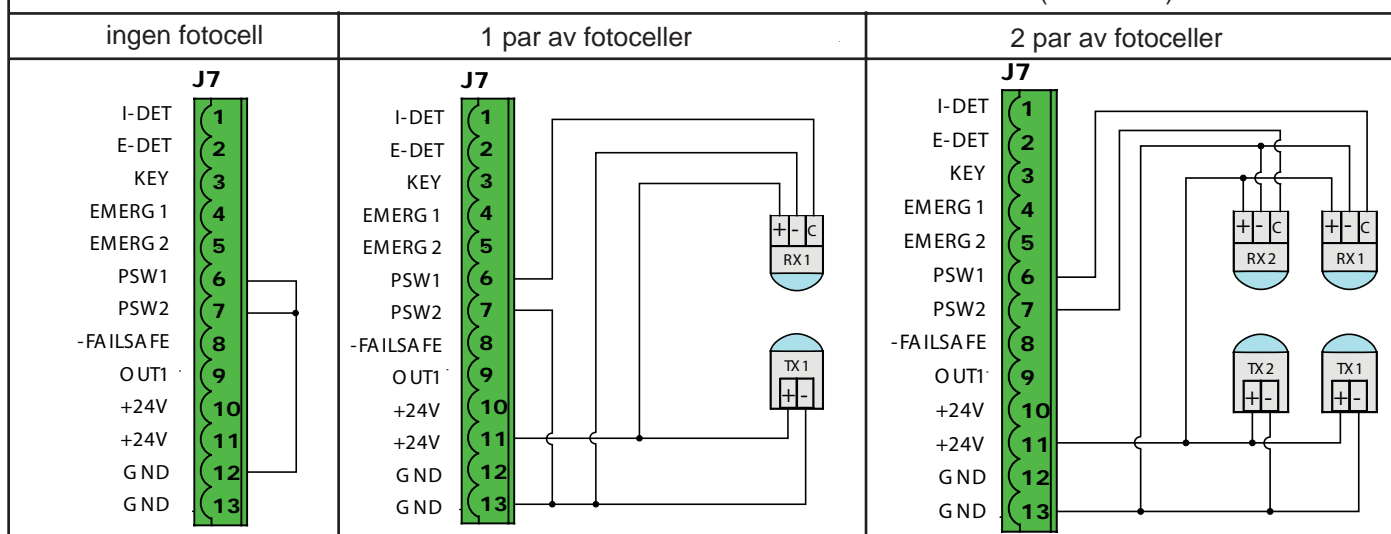 ingen fotocell
1 par av fotoceller
2 par av fotoceller
J7
I-DET 1
E-DET 2
KEY 3
EMERG 1 4
EMERG 2 5
PSW1 6
PSW2 7
-FAILSAFE 8
OUT1 9
+24V 10
+24V 11
GND 12
GND 13
J7
I-DET 1
E-DET 2
KEY 3
EMERG 1 4
EMERG 2 5
PSW1 6
PSW2 7
-FAILSAFE 8
OUT1 9
+24V 10
+24V 11
GND 12
GND 13
+ - C
RX1
TX1
+ -
J7
I-DET 1
E-DET 2
KEY 3
EMERG 1 4
EMERG 2 5
PSW1 6
PSW2 7
-FAILSAFE 8
OUT1 9
+24V 10
+24V 11
GND 12
GND 13
+ - C
RX2
+ - C
RX1
TX2
+ -
TX1
+ -